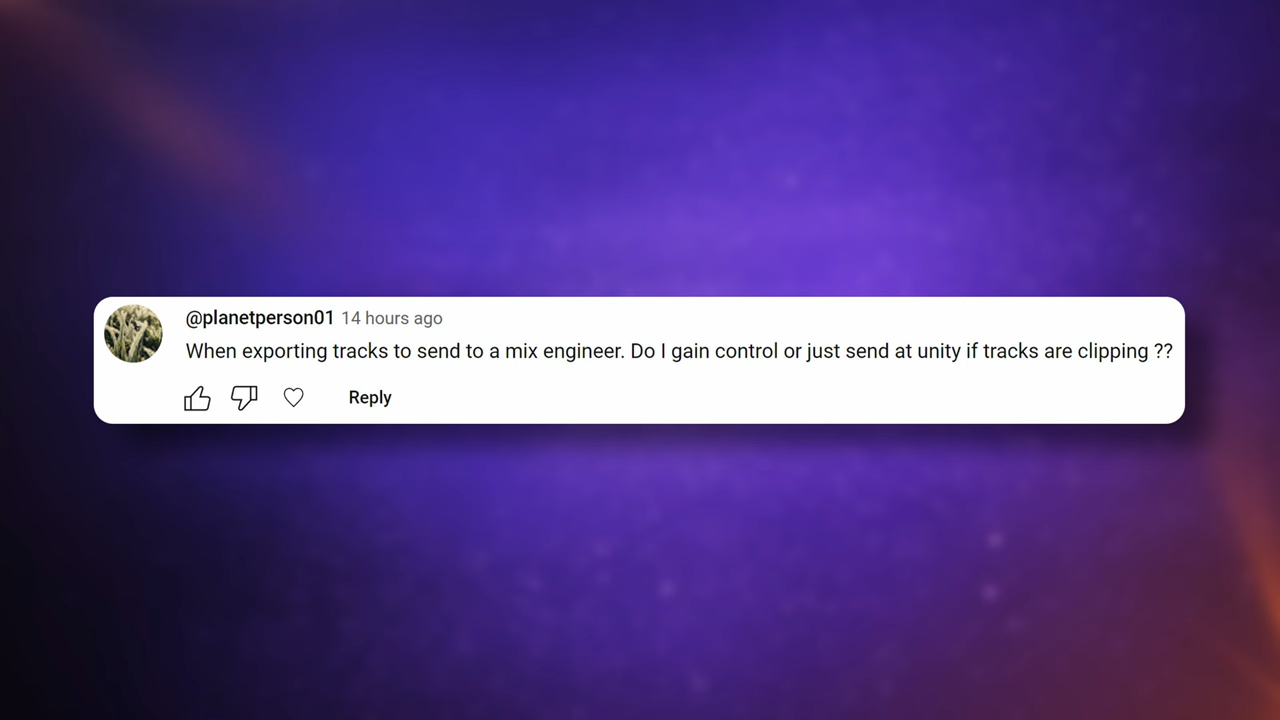 @planetperson01 14 hours ago
When exporting tracks to send to a mix engineer. Do I gain control or just send at unity if tracks are clipping ??
Reply